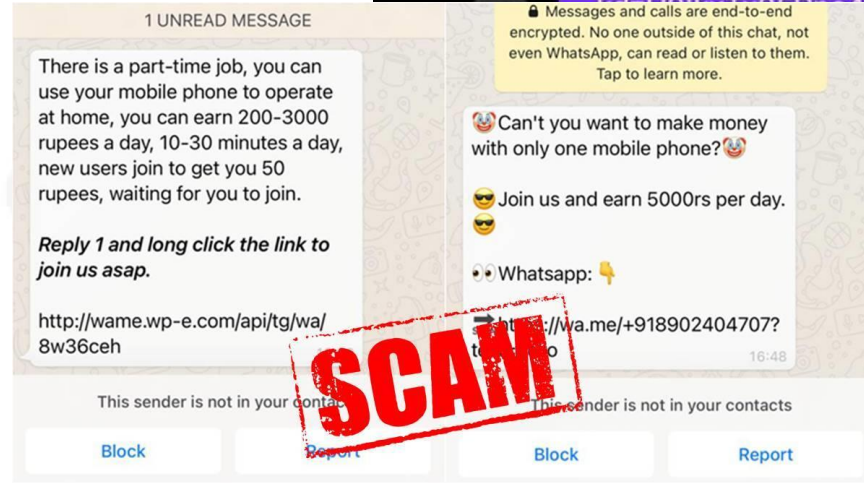 1 UNREAD MESSAGE
There is a part-time job, you can
use your mobile phone to operate
at home, you can earn 200-3000
rupees a day, 10-30 minutes a day,
new users join to get you 50
rupees, waiting for you to join.
Reply 1 and long click the link to
join us asap.
http://wame.wp-e.com/api/tg/wa/
8w36ceh
This sender is not in your
Block
Report
🔒 Messages and calls are end-to-end
encrypted. No one outside of this chat, not
even WhatsApp, can read or listen to them.
Tap to learn more.
🤡Can't you want to make money
with only one mobile phone?🤡
😎Join us and earn 5000rs per day.
😎
👀Whatsapp: 👇
://wa.me/+918902404707?
16:48
This sender is not in your contacts
Block
Report
SCAM